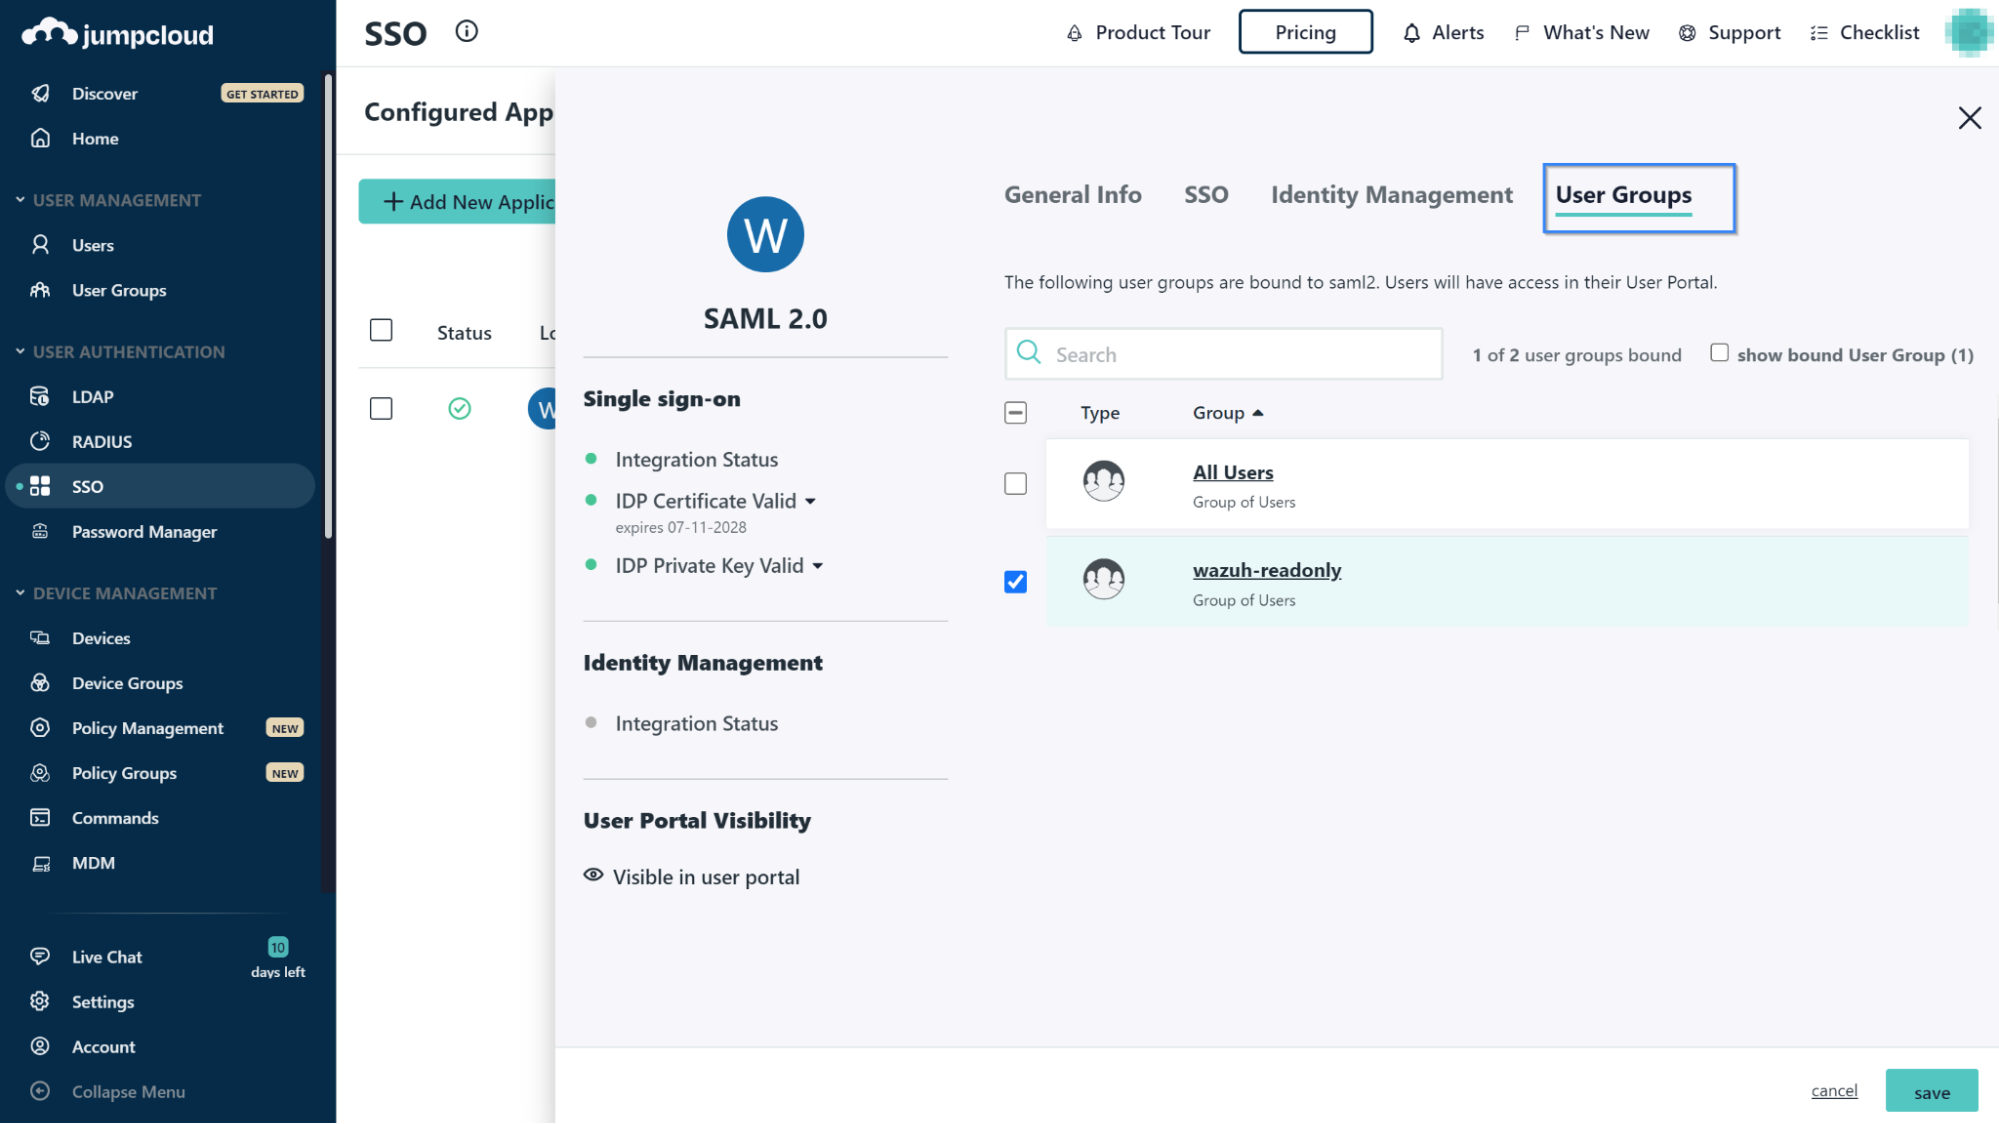 jumpcloud
Discover GET STARTED
Home
USER MANAGEMENT
Users
User Groups
USER AUTHENTICATION
LDAP
RADIUS
SSO
Password Manager
DEVICE MANAGEMENT
Devices
Device Groups
Policy Management NEW
Policy Groups NEW
Commands
MDM
Live Chat 10 days left
Settings
Account
Collapse Menu
SSO
Product Tour Pricing Alerts What's New Support Checklist
Configured App
+ Add New Applic
Status Lo
W
W
SAML 2.0
Single sign-on
Integration Status
IDP Certificate Valid
expires 07-11-2028
IDP Private Key Valid
Identity Management
Integration Status
User Portal Visibility
Visible in user portal
General Info SSO Identity Management User Groups
The following user groups are bound to saml2. Users will have access in their User Portal.
Search 1 of 2 user groups bound show bound User Group (1)
Type Group
All Users
Group of Users
wazuh-readonly
Group of Users
cancel save